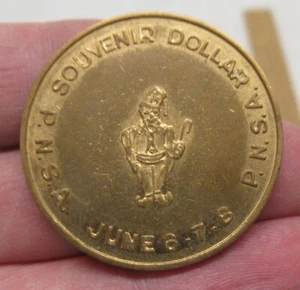 SOUVENIR DOLLAR
P.N.S.A. JUNE 6-7-8 P.N.S.A.